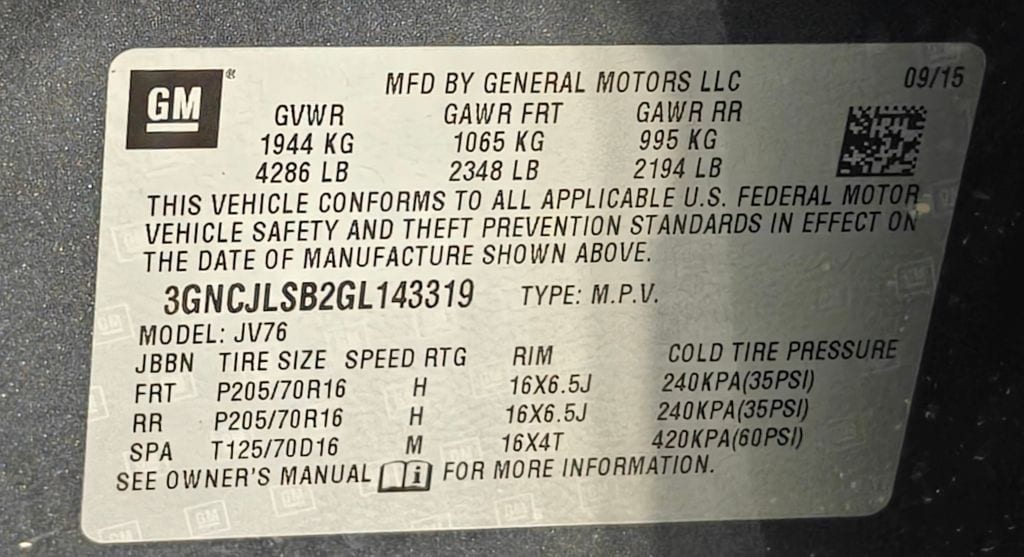 GM ® MFD BY GENERAL MOTORS LLC 09/15
GVWR GAWR FRT GAWR RR
1944 KG 1065 KG 995 KG
4286 LB 2348 LB 2194 LB
THIS VEHICLE CONFORMS TO ALL APPLICABLE U.S. FEDERAL MOTOR
VEHICLE SAFETY AND THEFT PREVENTION STANDARDS IN EFFECT ON
THE DATE OF MANUFACTURE SHOWN ABOVE.
3GNCJLSB2GL143319 TYPE: M.P.V.
MODEL: JV76
JBBN TIRE SIZE SPEED RTG RIM COLD TIRE PRESSURE
FRT P205/70R16 H 16X6.5J 240KPA(35PSI)
RR P205/70R16 H 16X6.5J 240KPA(35PSI)
SPA T125/70D16 M 16X4T 420KPA(60PSI)
SEE OWNER'S MANUAL i FOR MORE INFORMATION.